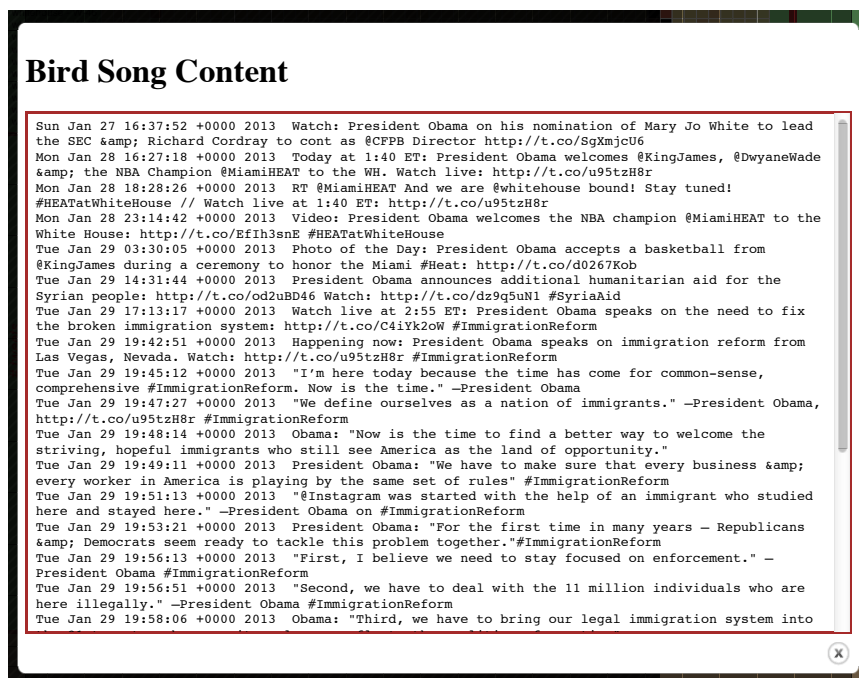 Bird Song Content
Sun Jan 27 16:37:52 +0000 2013  Watch: President Obama on his nomination of Mary Jo White to lead
the SEC &amp; Richard Cordray to cont as @CFPB Director http://t.co/SgXmjcU6
Mon Jan 28 16:27:18 +0000 2013  Today at 1:40 ET: President Obama welcomes @KingJames, @DwyaneWade
&amp; the NBA Champion @MiamiHEAT to the WH. Watch live: http://t.co/u95tzH8r
Mon Jan 28 18:28:26 +0000 2013  RT @MiamiHEAT And we are @whitehouse bound! Stay tuned!
#HEATatWhiteHouse // Watch live at 1:40 ET: http://t.co/u95tzH8r
Mon Jan 28 23:14:42 +0000 2013  Video: President Obama welcomes the NBA champion @MiamiHEAT to the
White House: http://t.co/EfIh3snE #HEATatWhiteHouse
Tue Jan 29 03:30:05 +0000 2013  Photo of the Day: President Obama accepts a basketball from
@KingJames during a ceremony to honor the Miami #Heat: http://t.co/d0267Kob
Tue Jan 29 14:31:44 +0000 2013  President Obama announces additional humanitarian aid for the
Syrian people: http://t.co/od2uBD46 Watch: http://t.co/dz9q5uN1 #SyriaAid
Tue Jan 29 17:13:17 +0000 2013  Watch live at 2:55 ET: President Obama speaks on the need to fix
the broken immigration system: http://t.co/C4iYk2oW #ImmigrationReform
Tue Jan 29 19:42:51 +0000 2013  Happening now: President Obama speaks on immigration reform from
Las Vegas, Nevada. Watch: http://t.co/u95tzH8r #ImmigrationReform
Tue Jan 29 19:45:12 +0000 2013  "I’m here today because the time has come for common-sense,
comprehensive #ImmigrationReform. Now is the time." —President Obama
Tue Jan 29 19:47:27 +0000 2013  "We define ourselves as a nation of immigrants." —President Obama,
http://t.co/u95tzH8r #ImmigrationReform
Tue Jan 29 19:48:14 +0000 2013  Obama: "Now is the time to find a better way to welcome the
striving, hopeful immigrants who still see America as the land of opportunity."
Tue Jan 29 19:49:11 +0000 2013  President Obama: "We have to make sure that every business &amp;
every worker in America is playing by the same set of rules" #ImmigrationReform
Tue Jan 29 19:51:13 +0000 2013  "@Instagram was started with the help of an immigrant who studied
here and stayed here." —President Obama on #ImmigrationReform
Tue Jan 29 19:53:21 +0000 2013  President Obama: "For the first time in many years — Republicans
&amp; Democrats seem ready to tackle this problem together."#ImmigrationReform
Tue Jan 29 19:56:13 +0000 2013  "First, I believe we need to stay focused on enforcement." —
President Obama #ImmigrationReform
Tue Jan 29 19:56:51 +0000 2013  "Second, we have to deal with the 11 million individuals who are
here illegally." —President Obama #ImmigrationReform
Tue Jan 29 19:58:06 +0000 2013  Obama: "Third, we have to bring our legal immigration system into
X